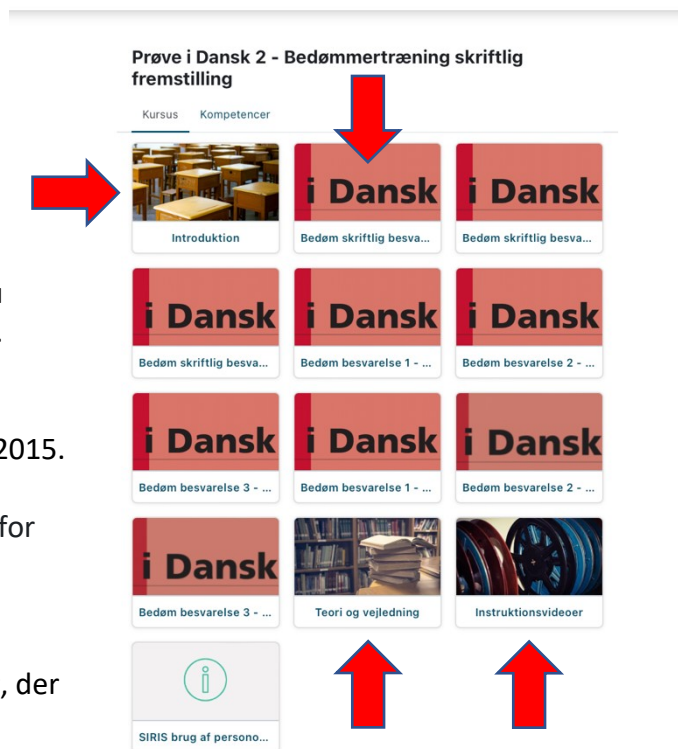 Prøve i Dansk 2 - Bedømmertræning skriftlig
fremstilling
Kursus Kompetencer
i Dansk
i Dansk
Introduktion
Bedøm skriftlig besva...
Bedøm skriftlig besva...
i Dansk
i Dansk
i Dansk
Bedøm skriftlig besva...
Bedøm besvarelse 1 - ...
Bedøm besvarelse 2 - ...
i Dansk
i Dansk
i Dansk
Bedøm besvarelse 3 - ...
Bedøm besvarelse 1 - ...
Bedøm besvarelse 2 - ...
i Dansk
Bedøm besvarelse 3 - ...
Teori og vejledning
Instruktionsvideoer
SIRIS brug af persono...
2015.
for
, der